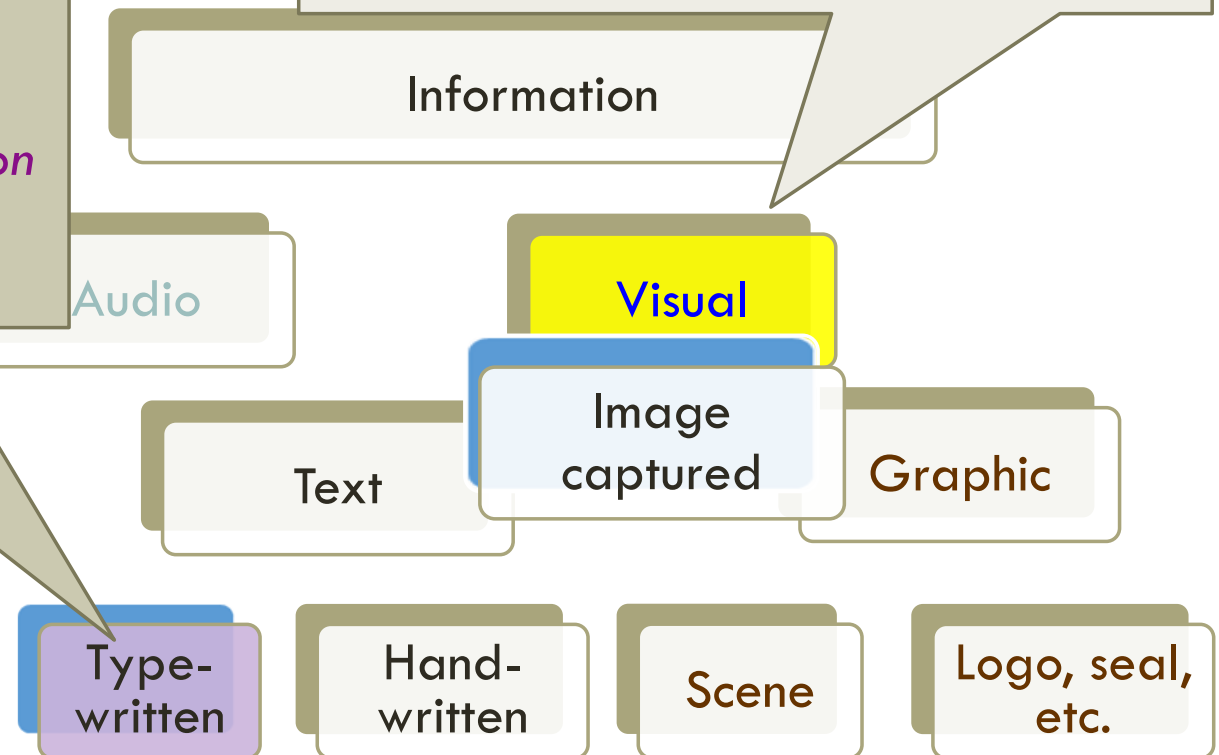 Information
on
Audio
Visual
Image
captured
Text
Graphic
Type-
written
Hand-
written
Scene
Logo, seal,
etc.